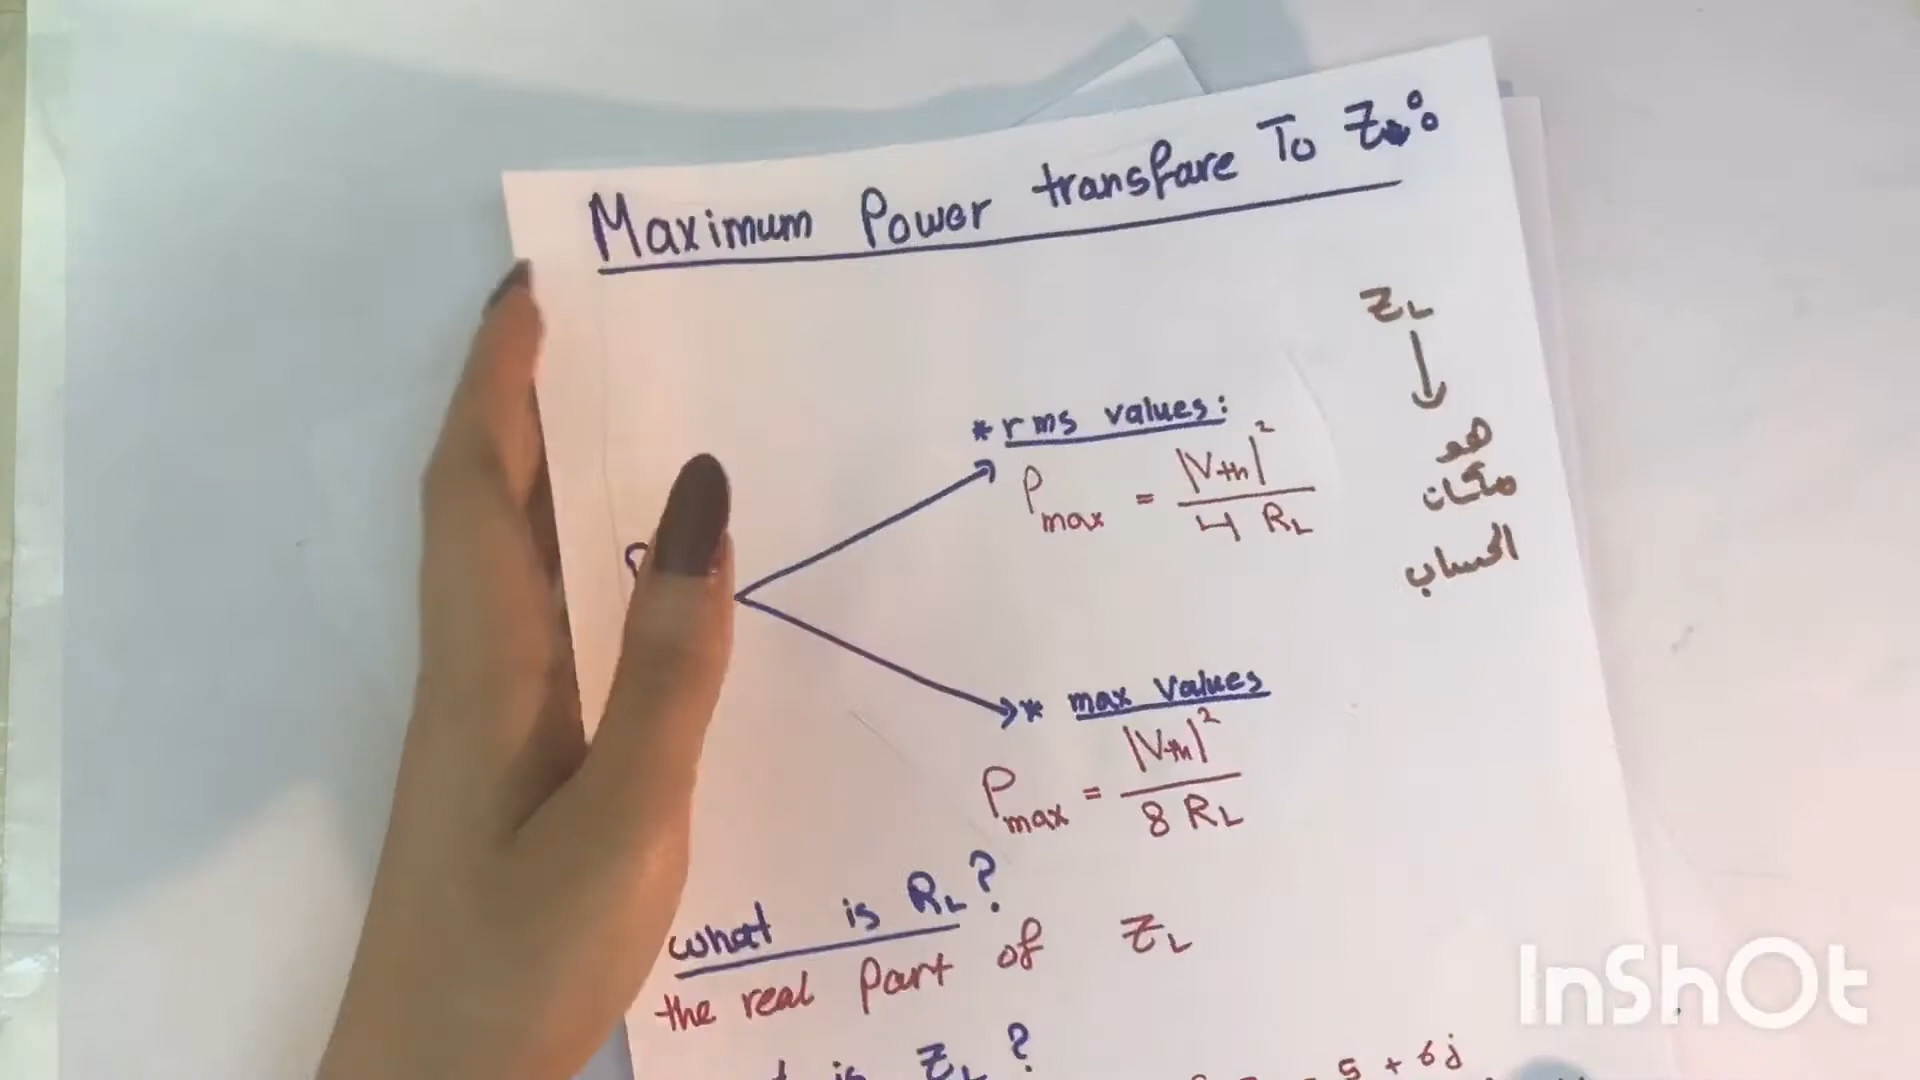 Maximum Power transfare To ZL:
ZL
هو
مكان
الحساب
* rms values:
Pmax = |Vth|² / 4 RL
* max values
Pmax = |Vth|² / 8 RL
what is RL?
the real Part of ZL
is ZL?
5 + 6j
InShOt